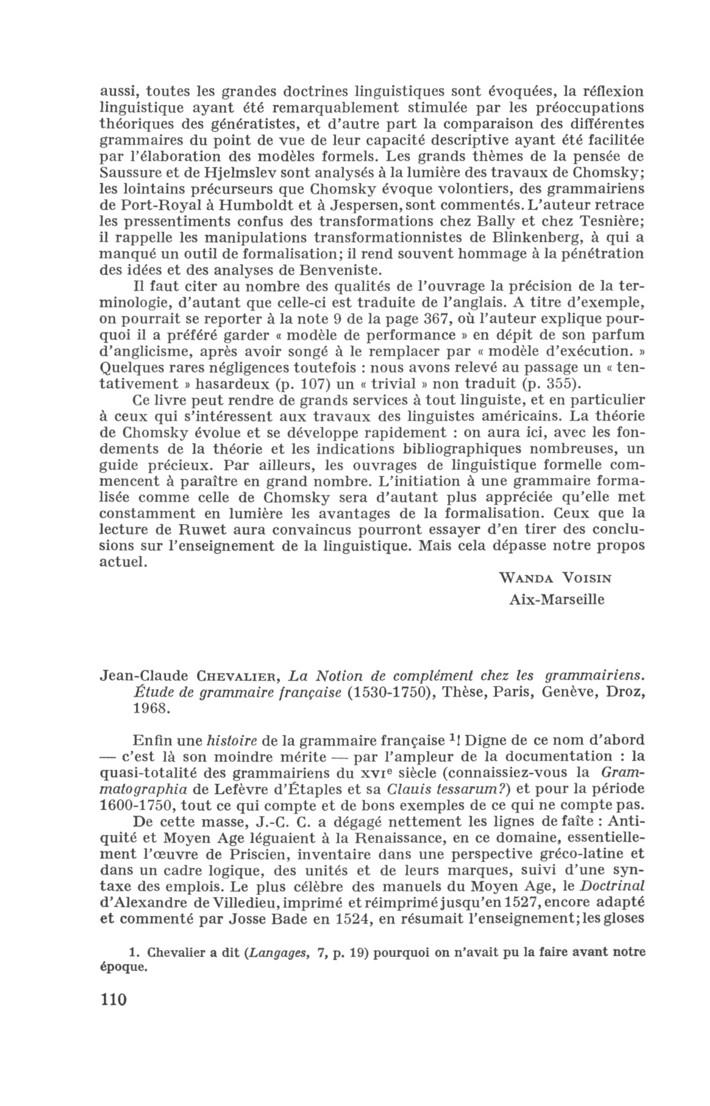 aussi, toutes les grandes doctrines linguistiques sont évoquées, la réflexion
linguistique ayant été remarquablement stimulée par les préoccupations
théoriques des génératistes, et d'autre part la comparaison des différentes
grammaires du point de vue de leur capacité descriptive ayant été facilitée
par l'élaboration des modèles formels. Les grands thèmes de la pensée de
Saussure et de Hjelmslev sont analysés à la lumière des travaux de Chomsky;
les lointains précurseurs que Chomsky évoque volontiers, des grammairiens
de Port-Royal à Humboldt et à Jespersen, sont commentés. L'auteur retrace
les pressentiments confus des transformations chez Bally et chez Tesnière;
il rappelle les manipulations transformationnistes de Blinkenberg, à qui a
manqué un outil de formalisation; il rend souvent hommage à la pénétration
des idées et des analyses de Benveniste.
Il faut citer au nombre des qualités de l'ouvrage la précision de la ter-
minologie, d'autant que celle-ci est traduite de l'anglais. A titre d'exemple,
on pourrait se reporter à la note 9 de la page 367, où l'auteur explique pour-
quoi il a préféré garder « modèle de performance » en dépit de son parfum
d'anglicisme, après avoir songé à le remplacer par « modèle d'exécution. »
Quelques rares négligences toutefois : nous avons relevé au passage un « ten-
tativement » hasardeux (p. 107) un « trivial » non traduit (p. 355).
Ce livre peut rendre de grands services à tout linguiste, et en particulier
à ceux qui s'intéressent aux travaux des linguistes américains. La théorie
de Chomsky évolue et se développe rapidement : on aura ici, avec les fon-
dements de la théorie et les indications bibliographiques nombreuses, un
guide précieux. Par ailleurs, les ouvrages de linguistique formelle com-
mencent à paraître en grand nombre. L'initiation à une grammaire forma-
lisée comme celle de Chomsky sera d'autant plus appréciée qu'elle met
constamment en lumière les avantages de la formalisation. Ceux que la
lecture de Ruwet aura convaincus pourront essayer d'en tirer des conclu-
sions sur l'enseignement de la linguistique. Mais cela dépasse notre propos
actuel.
WANDA VOISIN
Aix-Marseille
Jean-Claude CHEVALIER, La Notion de complément chez les grammairiens.
Étude de grammaire française (1530-1750), Thèse, Paris, Genève, Droz,
1968.
Enfin une histoire de la grammaire française ¹! Digne de ce nom d'abord
— c'est là son moindre mérite — par l'ampleur de la documentation : la
quasi-totalité des grammairiens du XVIe siècle (connaissiez-vous la Gram-
matographia de Lefèvre d'Étaples et sa Clauis tessarum?) et pour la période
1600-1750, tout ce qui compte et de bons exemples de ce qui ne compte pas.
De cette masse, J.-C. C. a dégagé nettement les lignes de faîte : Anti-
quité et Moyen Age léguaient à la Renaissance, en ce domaine, essentielle-
ment l'œuvre de Priscien, inventaire dans une perspective gréco-latine et
dans un cadre logique, des unités et de leurs marques, suivi d'une syn-
taxe des emplois. Le plus célèbre des manuels du Moyen Age, le Doctrinal
d'Alexandre de Villedieu, imprimé et réimprimé jusqu'en 1527, encore adapté
et commenté par Josse Bade en 1524, en résumait l'enseignement; les gloses
1. Chevalier a dit (Langages, 7, p. 19) pourquoi on n'avait pu la faire avant notre
époque.
110